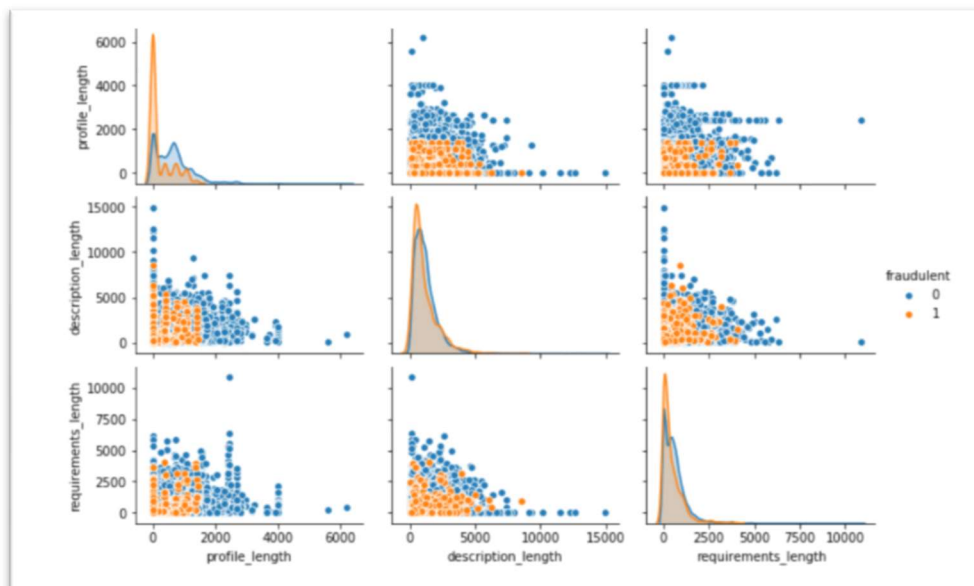 profile_length
6000
4000
2000
0
description_length
15000
10000
5000
0
fraudulent
0
1
requirements_length
10000
7500
5000
2500
0
0 2000 4000 6000
profile_length
0 5000 10000 15000
description_length
0 2500 5000 7500 10000
requirements_length